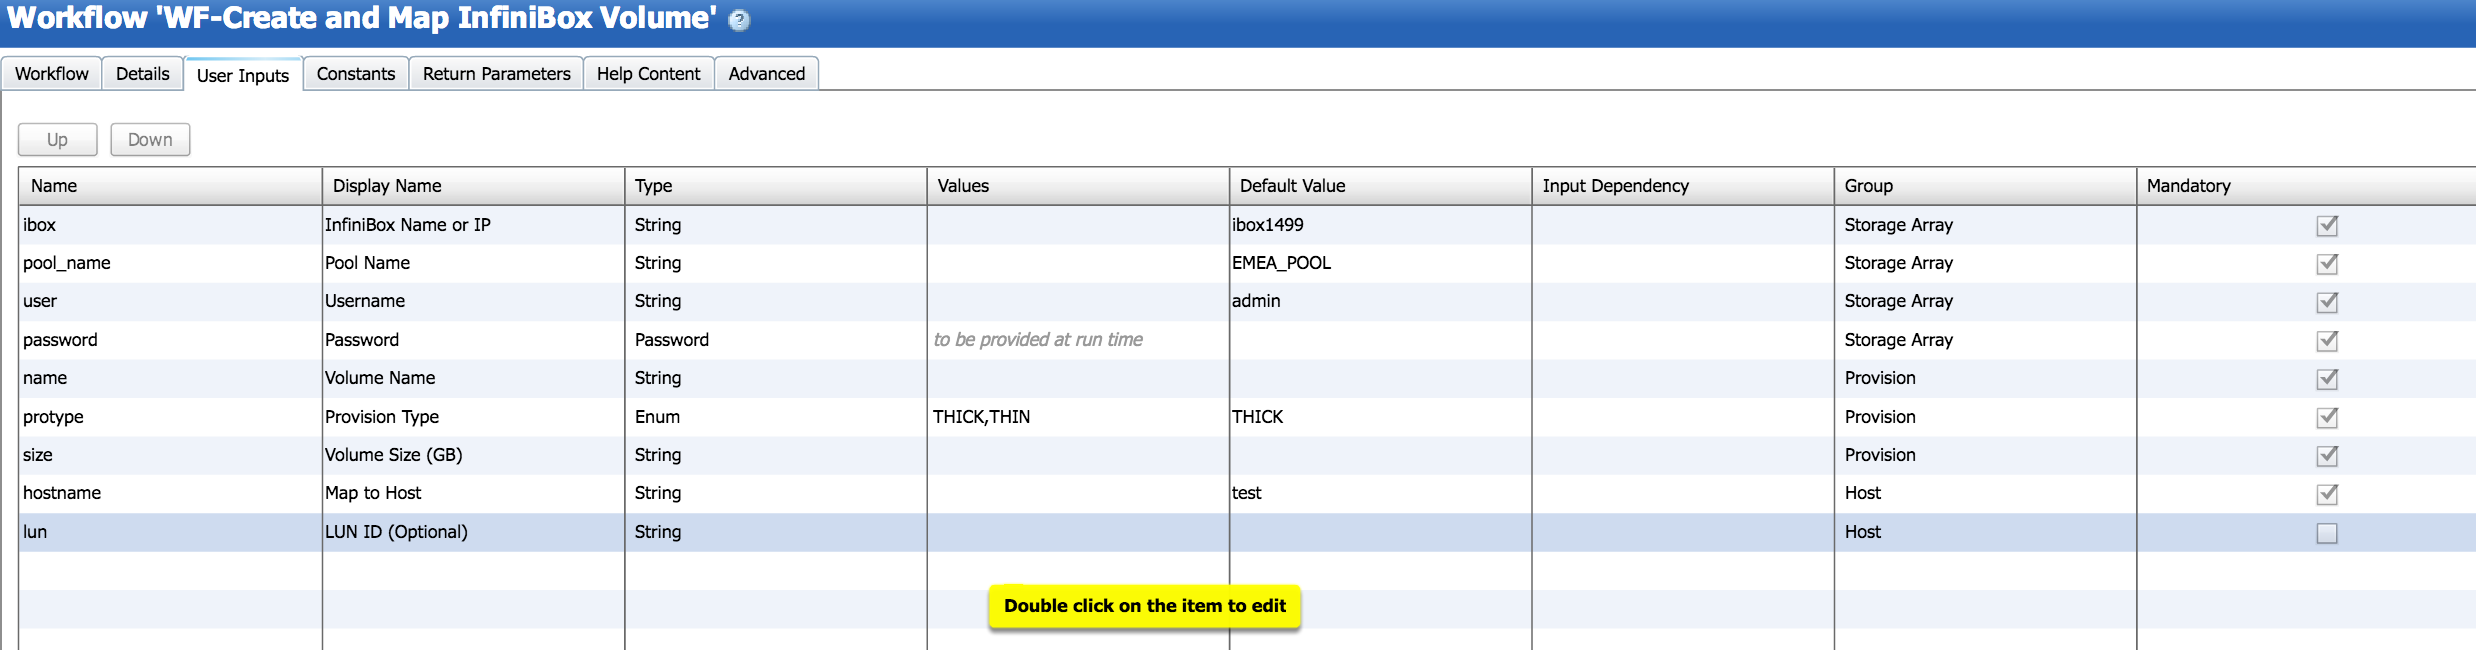 Workflow 'WF-Create and Map InfiniBox Volume' ?
Workflow Details User Inputs Constants Return Parameters Help Content Advanced
Up Down
Name Display Name Type Values Default Value Input Dependency Group Mandatory
ibox InfiniBox Name or IP String ibox1499 Storage Array
pool_name Pool Name String EMEA_POOL Storage Array
user Username String admin Storage Array
password Password Password to be provided at run time Storage Array
name Volume Name String Provision
protype Provision Type Enum THICK,THIN THICK Provision
size Volume Size (GB) String Provision
hostname Map to Host String test Host
lun LUN ID (Optional) String Host
Double click on the item to edit